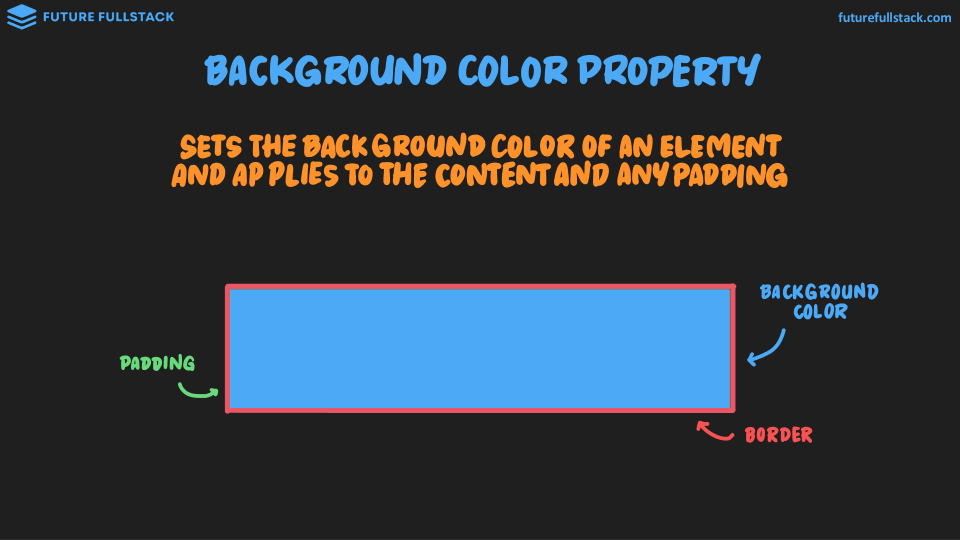 FUTURE FULLSTACK
futurefullstack.com
BACKGROUND COLOR PROPERTY
SETS THE BACKGROUND COLOR OF AN ELEMENT
AND APPLIES TO THE CONTENT AND ANY PADDING
BACKGROUND
COLOR
PADDING
BORDER